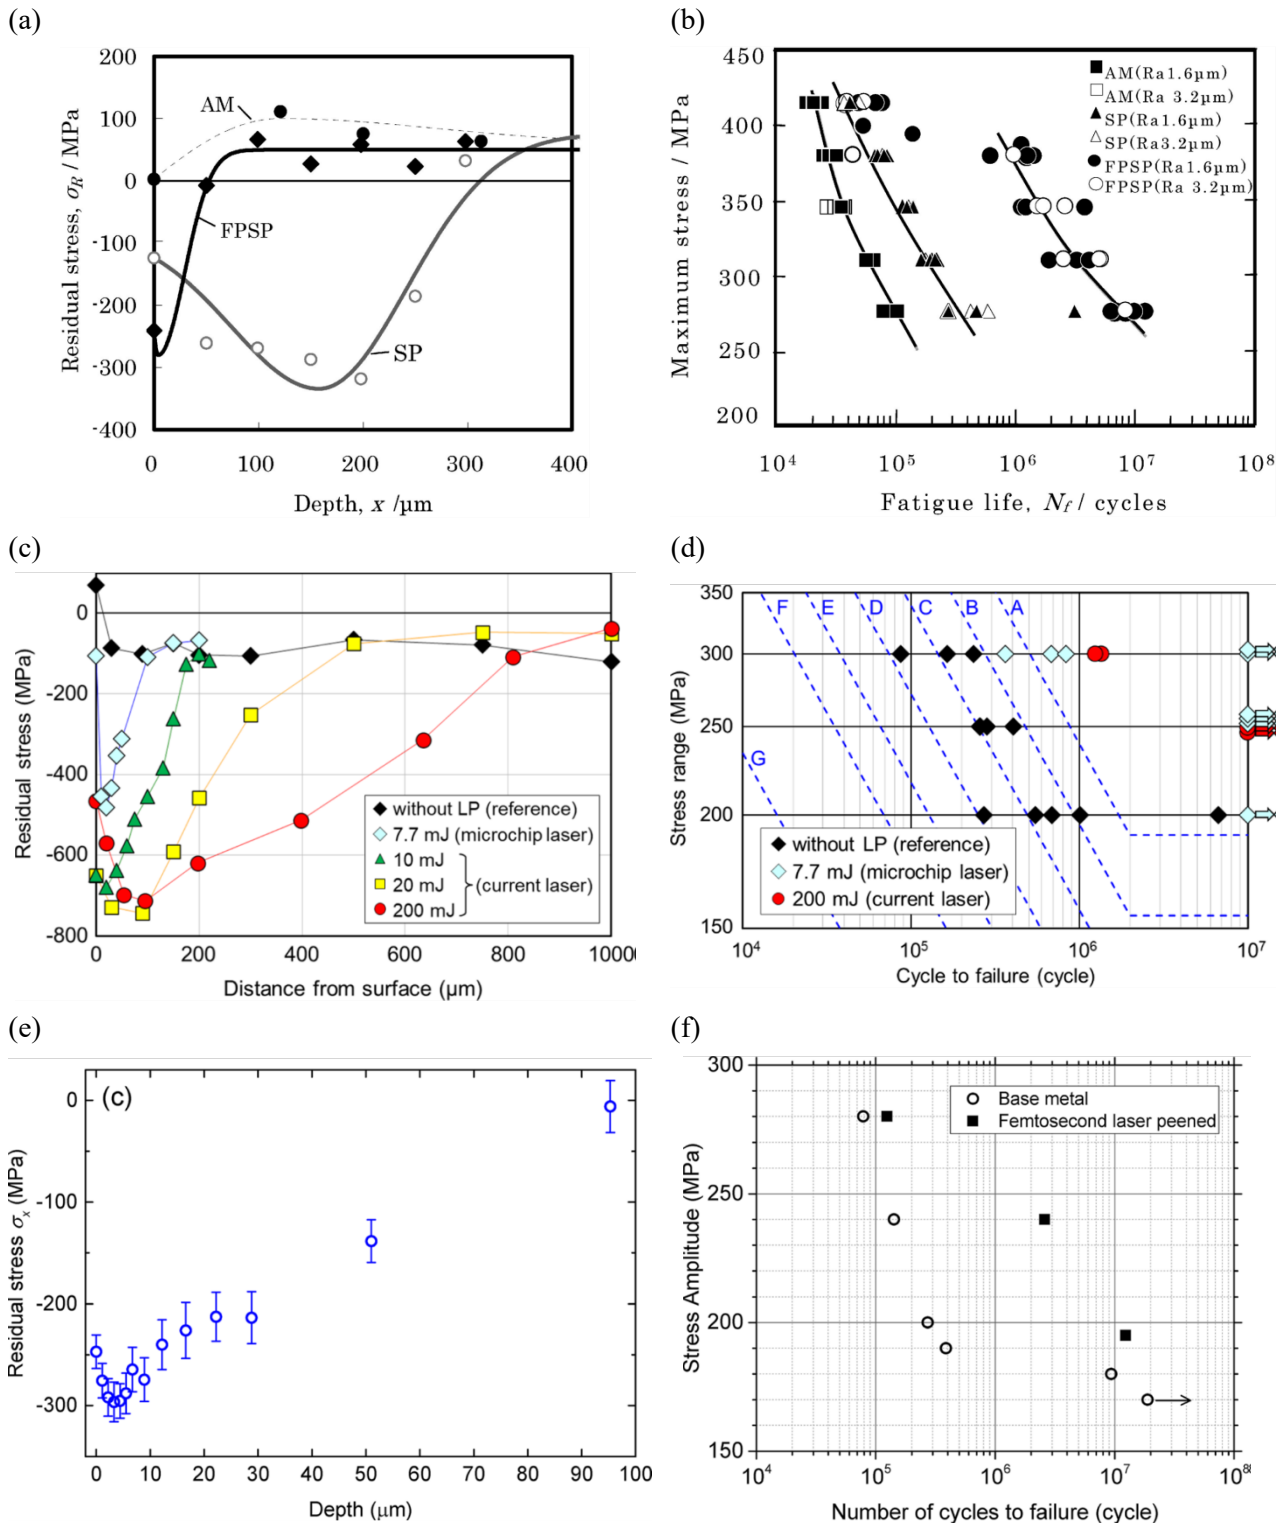 (a)
200
100
0
-100
-200
-300
-400
Residual stress, σR / MPa
AM
FPSP
SP
0
100
200
300
400
Depth, x /μm
(b)
450
400
350
300
250
200
Maximum stress / MPa
AM(Ra1.6μm)
AM(Ra 3.2μm)
SP(Ra1.6μm)
SP(Ra3.2μm)
FPSP(Ra1.6μm)
FPSP(Ra 3.2μm)
10⁴
10⁵
10⁶
10⁷
10⁸
Fatigue life, Nf / cycles
(c)
0
-200
-400
-600
-800
Residual stress (MPa)
without LP (reference)
7.7 mJ (microchip laser)
10 mJ
20 mJ
(current laser)
200 mJ
0
200
400
600
800
1000
Distance from surface (μm)
(d)
350
300
250
200
150
Stress range (MPa)
F
E
D
C
B
A
G
without LP (reference)
7.7 mJ (microchip laser)
200 mJ (current laser)
10⁴
10⁵
10⁶
10⁷
Cycle to failure (cycle)
(e)
(c)
0
-100
-200
-300
Residual stress σx (MPa)
0
10
20
30
40
50
60
70
80
90
100
Depth (μm)
(f)
300
250
200
150
Stress Amplitude (MPa)
Base metal
Femtosecond laser peened
10⁴
10⁵
10⁶
10⁷
10⁸
Number of cycles to failure (cycle)